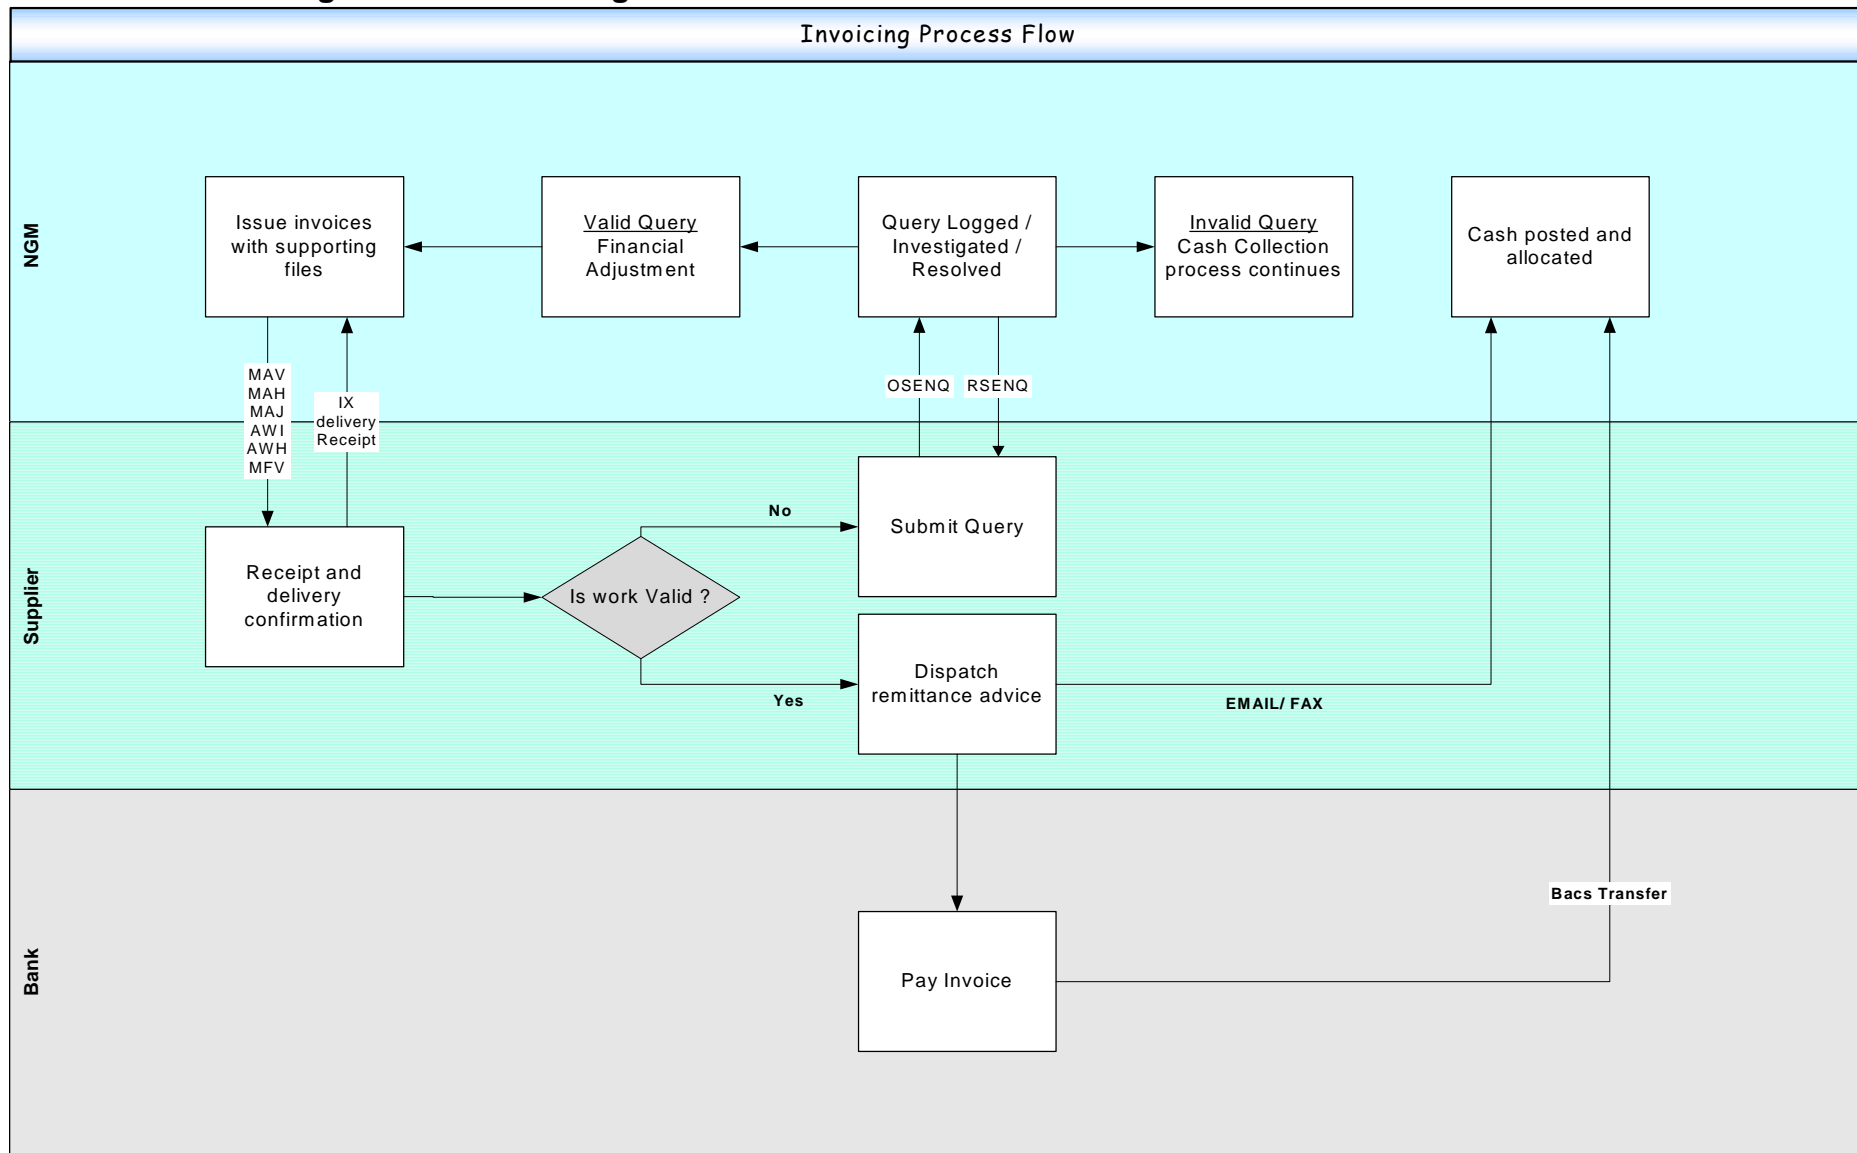 Invoicing Process Flow
NGM
Issue invoices
with supporting
files
Valid Query
Financial
Adjustment
Query Logged /
Investigated /
Resolved
Invalid Query
Cash Collection
process continues
Cash posted and
allocated
MAV
MAH
MAJ
AWI
AWH
MFV
IX
delivery
Receipt
OSENQ
RSENQ
Supplier
Receipt and
delivery
confirmation
Is work Valid ?
No
Submit Query
Yes
Dispatch
remittance advice
EMAIL/ FAX
Bank
Pay Invoice
Bacs Transfer